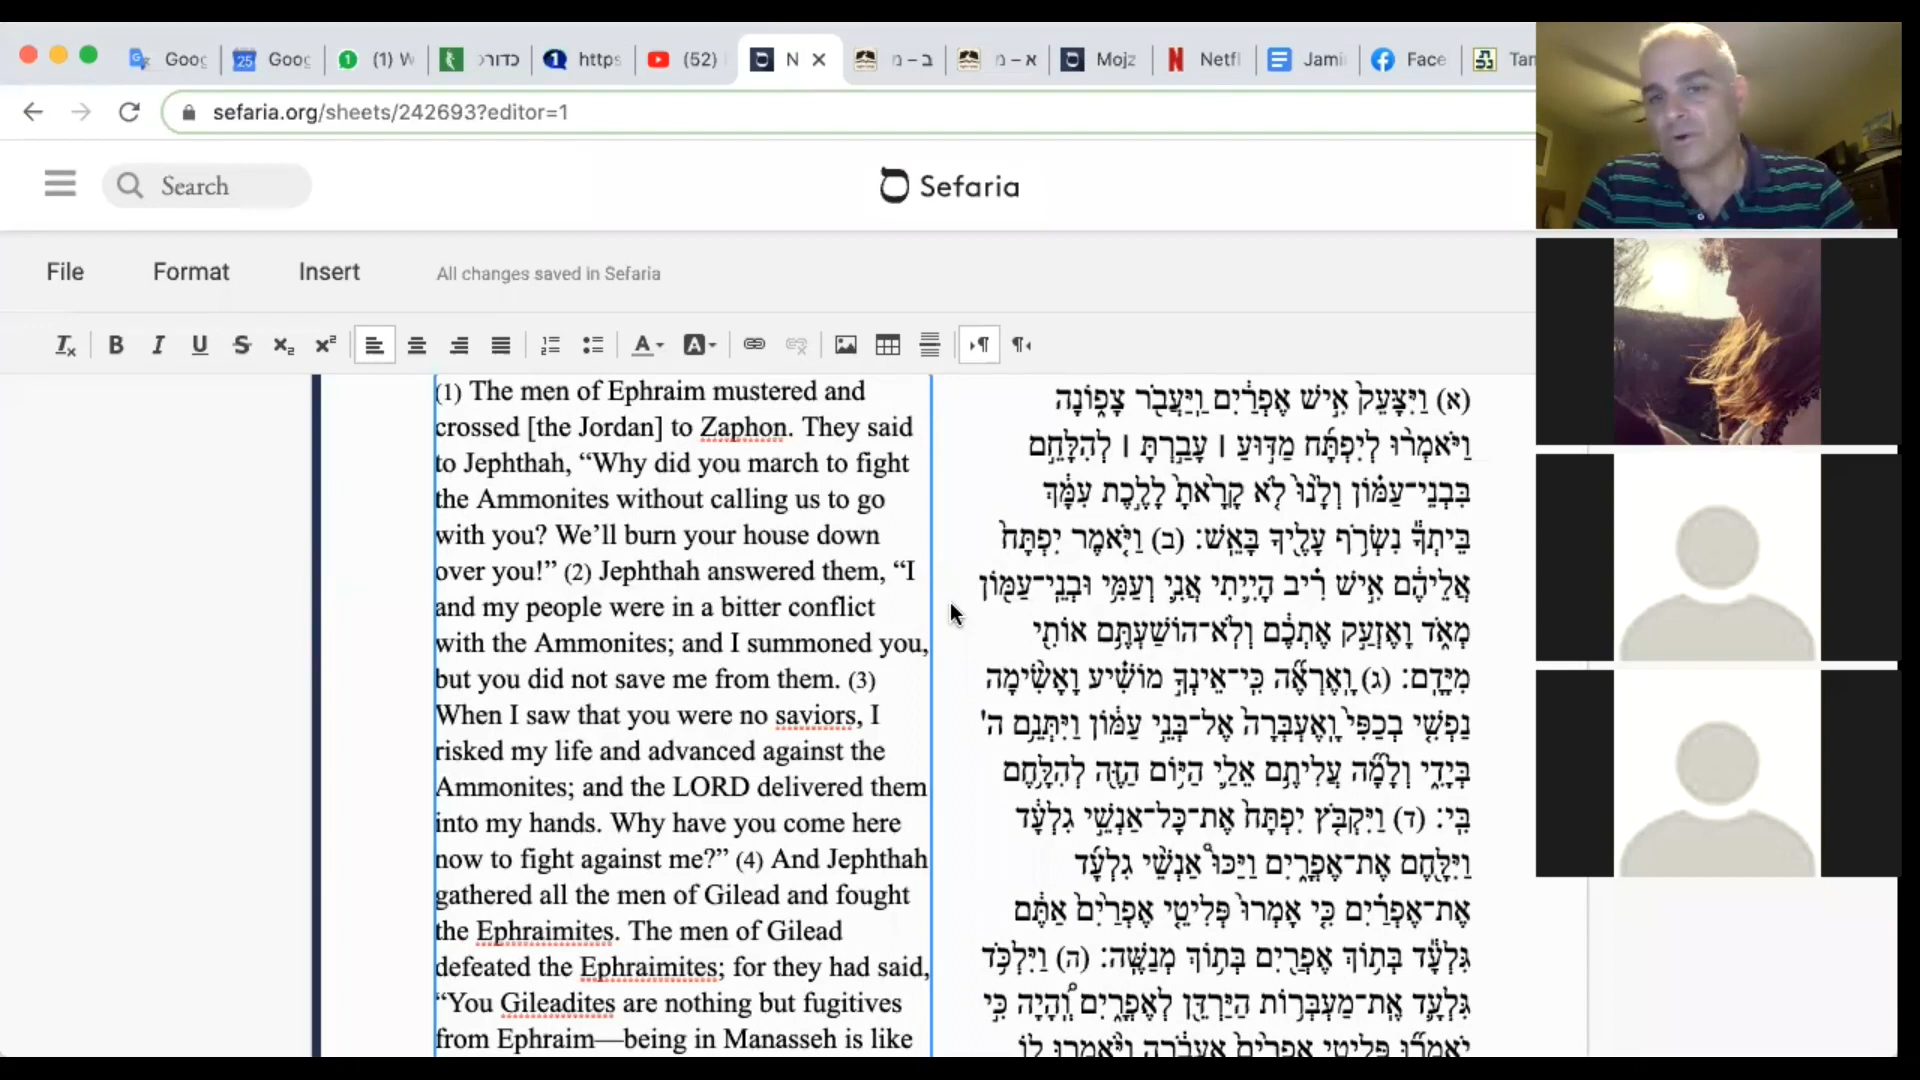 Goog
Goog
(1) W
כדורכ
https
(52)
N
ב – מ
א – מ
Mojz
Netfl
Jami
Face
Tan
sefaria.org/sheets/242693?editor=1
Search
Sefaria
File Format Insert All changes saved in Sefaria
(1) The men of Ephraim mustered and
crossed [the Jordan] to Zaphon. They said
to Jephthah, “Why did you march to fight
the Ammonites without calling us to go
with you? We’ll burn your house down
over you!” (2) Jephthah answered them, “I
and my people were in a bitter conflict
with the Ammonites; and I summoned you,
but you did not save me from them. (3)
When I saw that you were no saviors, I
risked my life and advanced against the
Ammonites; and the LORD delivered them
into my hands. Why have you come here
now to fight against me?” (4) And Jephthah
gathered all the men of Gilead and fought
the Ephraimites. The men of Gilead
defeated the Ephraimites; for they had said,
“You Gileadites are nothing but fugitives
from Ephraim—being in Manasseh is like
(א) וַיִּצָּעֵק֙ אִ֣ישׁ אֶפְרַ֔יִם וַֽיַּעֲבֹ֖ר צָפ֑וֹנָה
וַיֹּאמְר֨וּ לְיִפְתָּ֜ח מַדּ֣וּעַ ׀ עָבַ֣רְתָּ ׀ לְהִלָּחֵ֣ם
בִּבְנֵי־עַמּ֗וֹן וְלָ֙נוּ֙ לֹ֤א קָרָ֙אתָ֙ לָלֶ֣כֶת עִמָּ֔ךְ
בֵּיתְךָ֕ נִשְׂרֹ֥ף עָלֶ֖יךָ בָּאֵֽשׁ׃ (ב) וַיֹּ֤אמֶר יִפְתָּח֙
אֲלֵיהֶ֔ם אִ֣ישׁ רִ֗יב הָיִ֛יתִי אֲנִ֛י וְעַמִּ֥י וּבְנֵֽי־עַמּ֖וֹן
מְאֹ֑ד וָאֶזְעַ֣ק אֶתְכֶ֔ם וְלֹֽא־הוֹשַׁעְתֶּ֥ם אוֹתִ֖י
מִיָּדָֽם׃ (ג) וָֽאֶרְאֶ֞ה כִּֽי־אֵינְךָ֣ מוֹשִׁ֗יעַ וָאָשִׂ֨ימָה
נַפְשִׁ֤י בְכַפִּי֙ וָֽאֶעְבְּרָה֙ אֶל־בְּנֵ֣י עַמּ֔וֹן וַיִּתְּנֵ֥ם ה'
בְּיָדִ֑י וְלָמָ֞ה עֲלִיתֶ֥ם אֵלַ֛י הַיּ֥וֹם הַזֶּ֖ה לְהִלָּ֥חֶם
בִּֽי׃ (ד) וַיִּקְבֹּ֤ץ יִפְתָּח֙ אֶת־כָּל־אַנְשֵׁ֣י גִלְעָ֔ד
וַיִּלָּ֖חֶם אֶת־אֶפְרָ֑יִם וַיַּכּוּ֩ אַנְשֵׁ֨י גִלְעָ֜ד
אֶת־אֶפְרַ֗יִם כִּ֤י אָמְרוּ֙ פְּלִיטֵ֤י אֶפְרַ֙יִם֙ אַתֶּ֔ם
גִּלְעָ֕ד בְּת֥וֹךְ אֶפְרַ֖יִם בְּת֥וֹךְ מְנַשֶּֽׁה׃ (ה) וַיִּלְכֹּ֥ד
גִּלְעָ֛ד אֶֽת־מַעְבְּר֥וֹת הַיַּרְדֵּ֖ן לְאֶפְרָ֑יִם וְֽ֠הָיָה כִּ֣י
יֹאמְר֞וּ פְּלִיטֵ֤י אֶפְרַ֙יִם֙ אֶעֱבֹ֔רָה וַיֹּ֨אמְרוּ ל֧וֹ